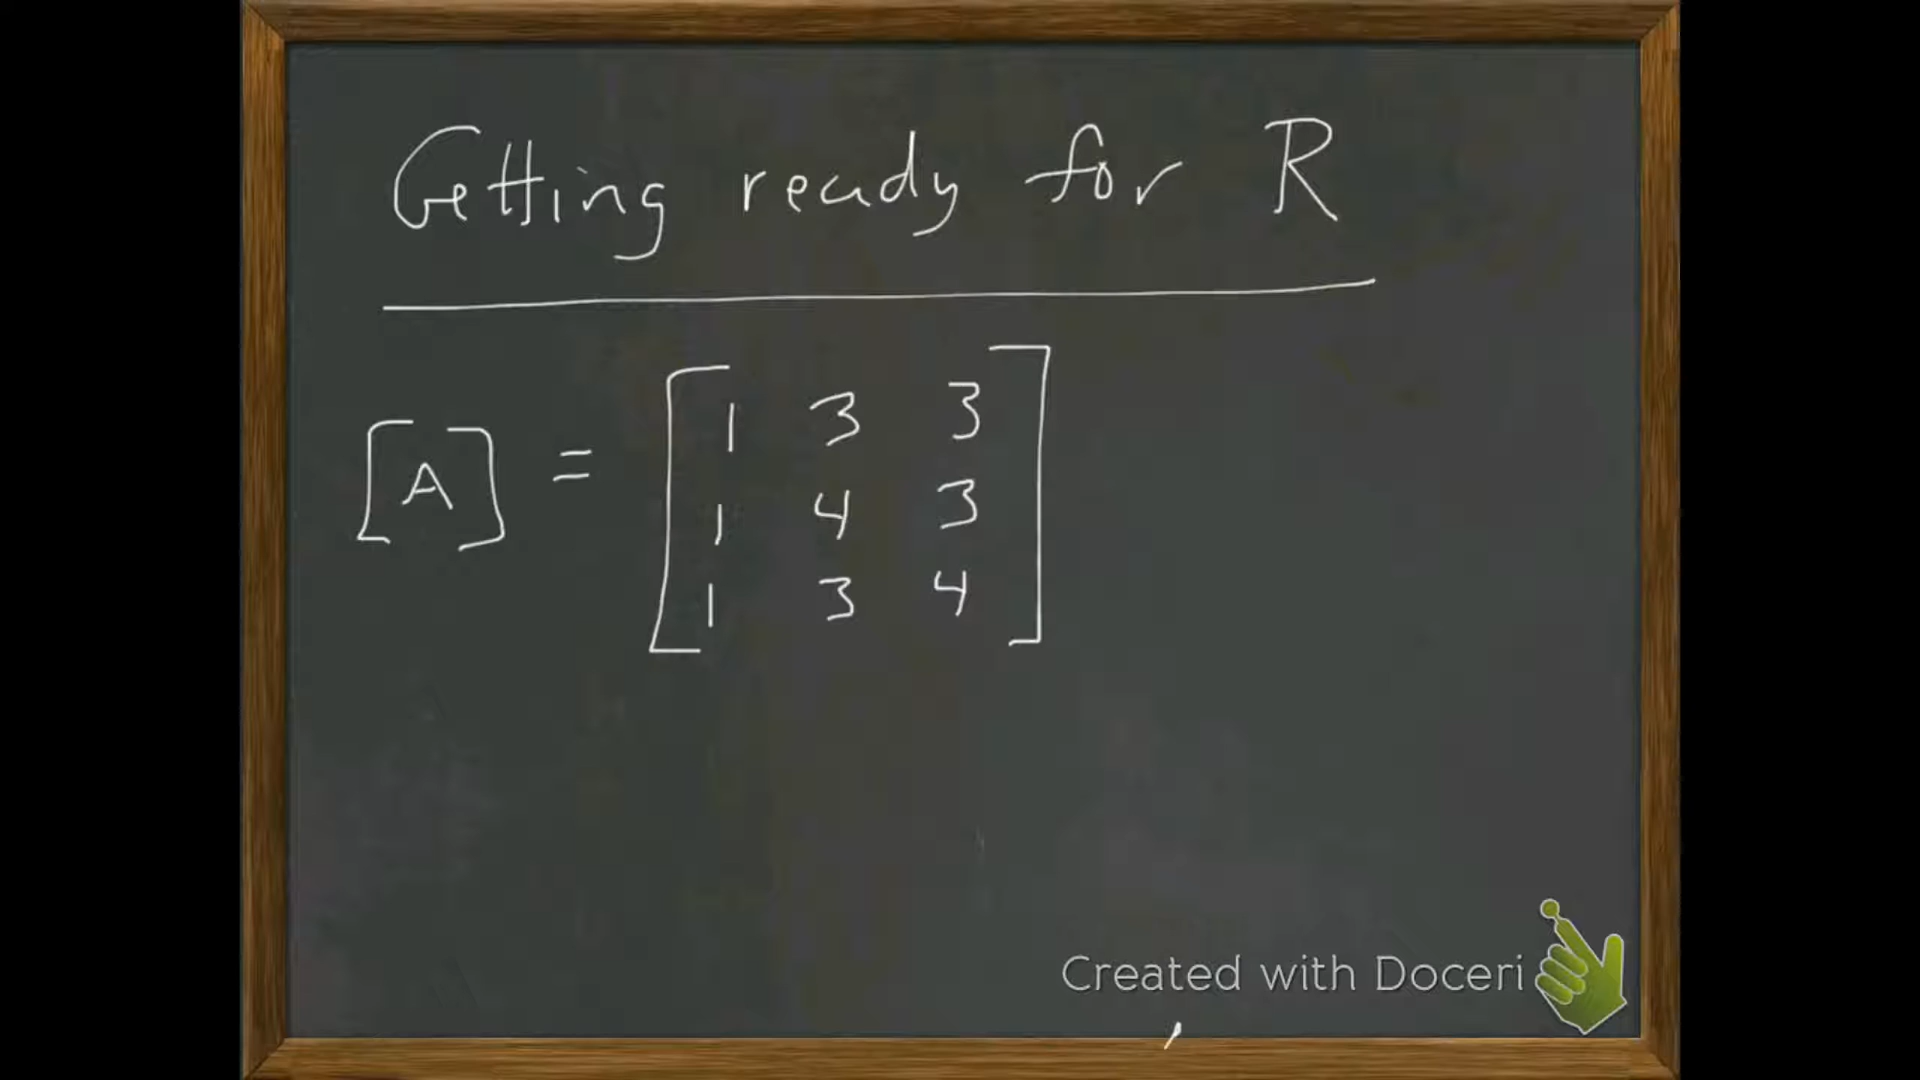 Getting ready for R
[A] = [1 3 3
1 4 3
1 3 4]
Created with Doceri